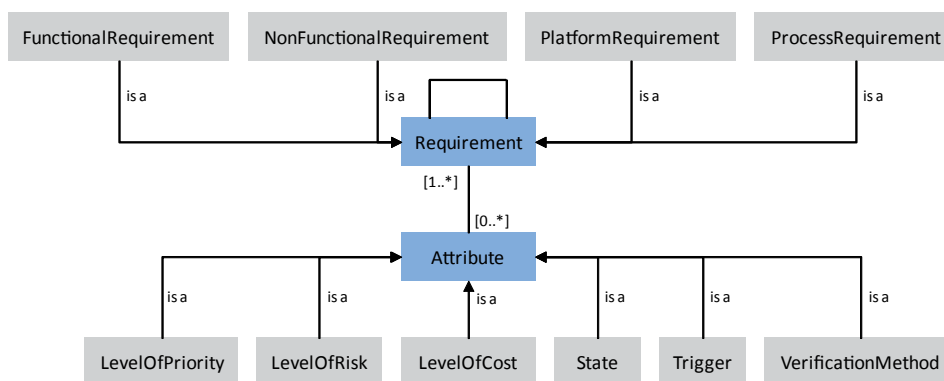 FunctionalRequirement
NonFunctionalRequirement
PlatformRequirement
ProcessRequirement
is a
is a
is a
is a
Requirement
[1..*]
[0..*]
Attribute
is a
is a
is a
is a
is a
is a
LevelOfPriority
LevelOfRisk
LevelOfCost
State
Trigger
VerificationMethod